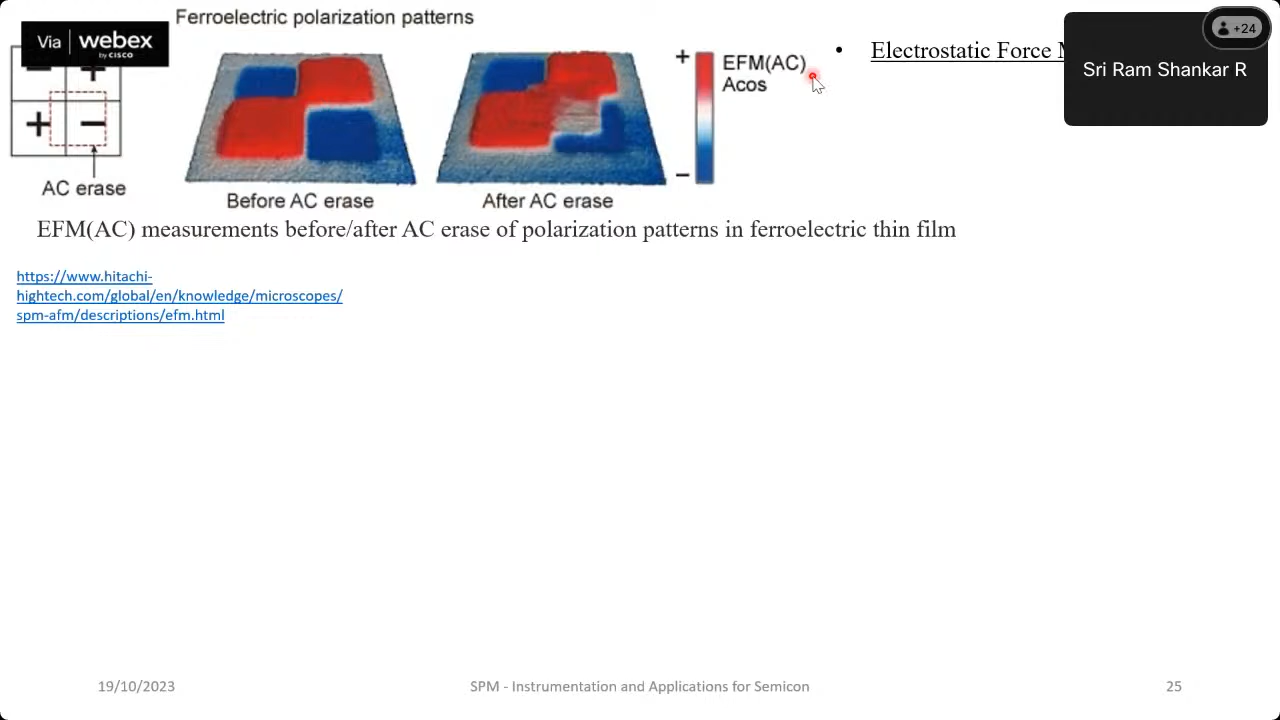 Ferroelectric polarization patterns
Via webex
by CISCO
+24
Sri Ram Shankar R
• Electrostatic Force
+
EFM(AC)
Acos
−
− +
+ −
AC erase
Before AC erase
After AC erase
EFM(AC) measurements before/after AC erase of polarization patterns in ferroelectric thin film
https://www.hitachi-
hightech.com/global/en/knowledge/microscopes/
spm-afm/descriptions/efm.html
19/10/2023
SPM - Instrumentation and Applications for Semicon
25